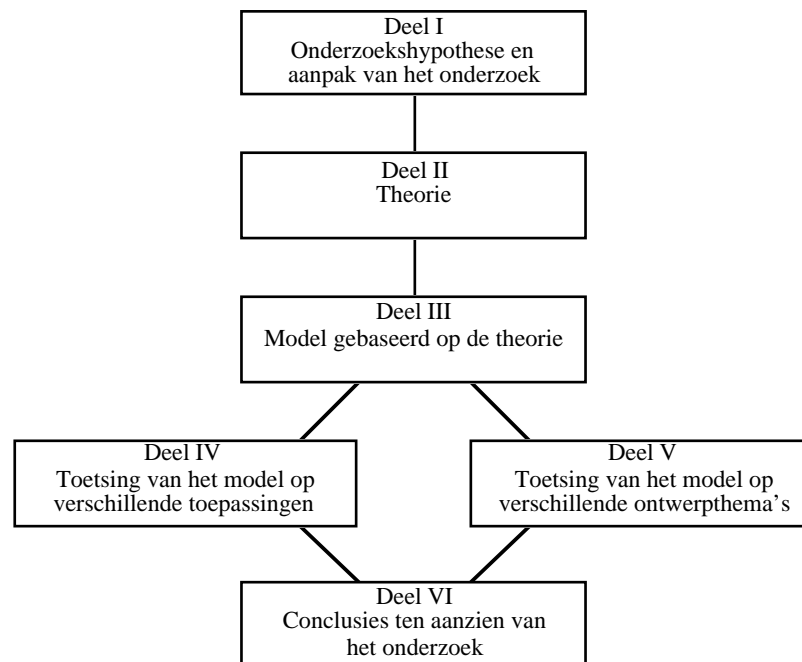 Deel I
Onderzoekshypothese en
aanpak van het onderzoek
Deel II
Theorie
Deel III
Model gebaseerd op de theorie
Deel IV
Toetsing van het model op
verschillende toepassingen
Deel V
Toetsing van het model op
verschillende ontwerpthema's
Deel VI
Conclusies ten aanzien van
het onderzoek